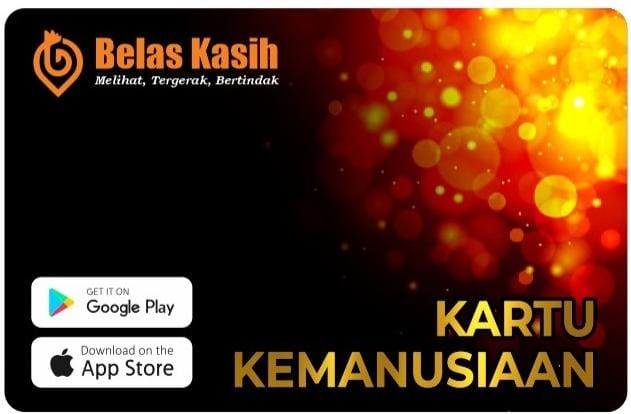 Belas Kasih
Melihat, Tergerak, Bertindak
GET IT ON
Google Play
Download on the
App Store
KARTU
KEMANUSIAAN